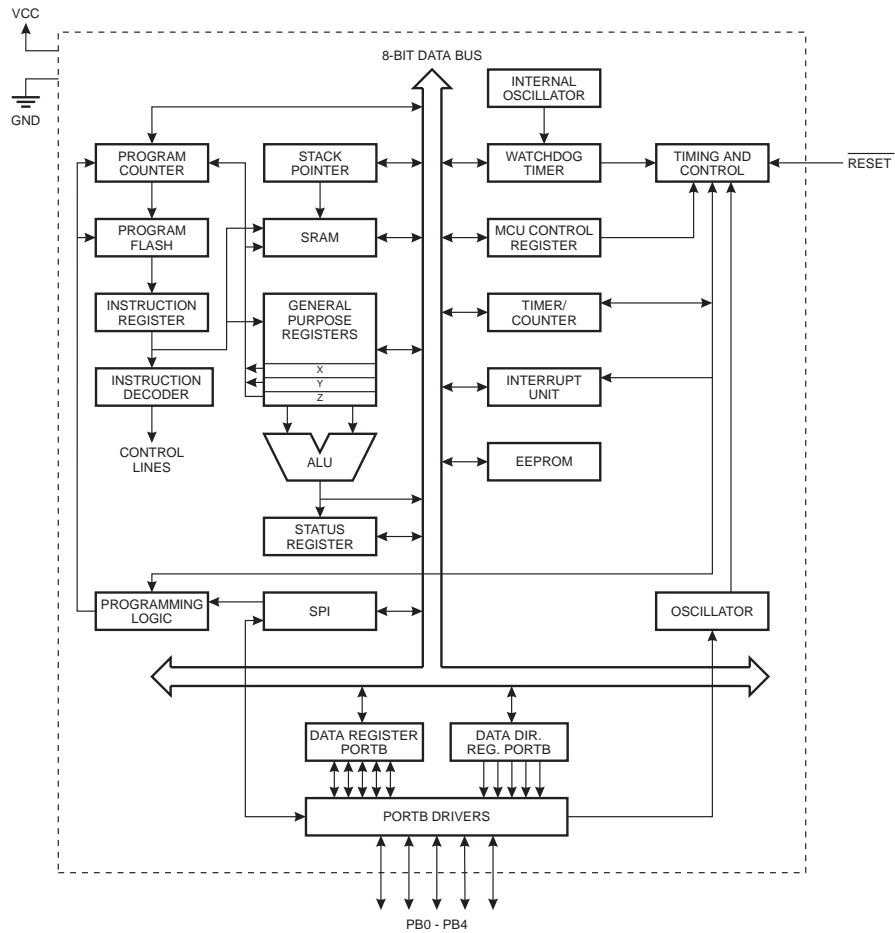 VCC
8-BIT DATA BUS
GND
INTERNAL
OSCILLATOR
PROGRAM
COUNTER
STACK
POINTER
WATCHDOG
TIMER
TIMING AND
CONTROL
RESET
PROGRAM
FLASH
SRAM
MCU CONTROL
REGISTER
INSTRUCTION
REGISTER
GENERAL
PURPOSE
REGISTERS
X
Y
Z
TIMER/
COUNTER
INSTRUCTION
DECODER
INTERRUPT
UNIT
CONTROL
LINES
ALU
EEPROM
STATUS
REGISTER
PROGRAMMING
LOGIC
SPI
OSCILLATOR
DATA REGISTER
PORTB
DATA DIR.
REG. PORTB
PORTB DRIVERS
PB0 - PB4